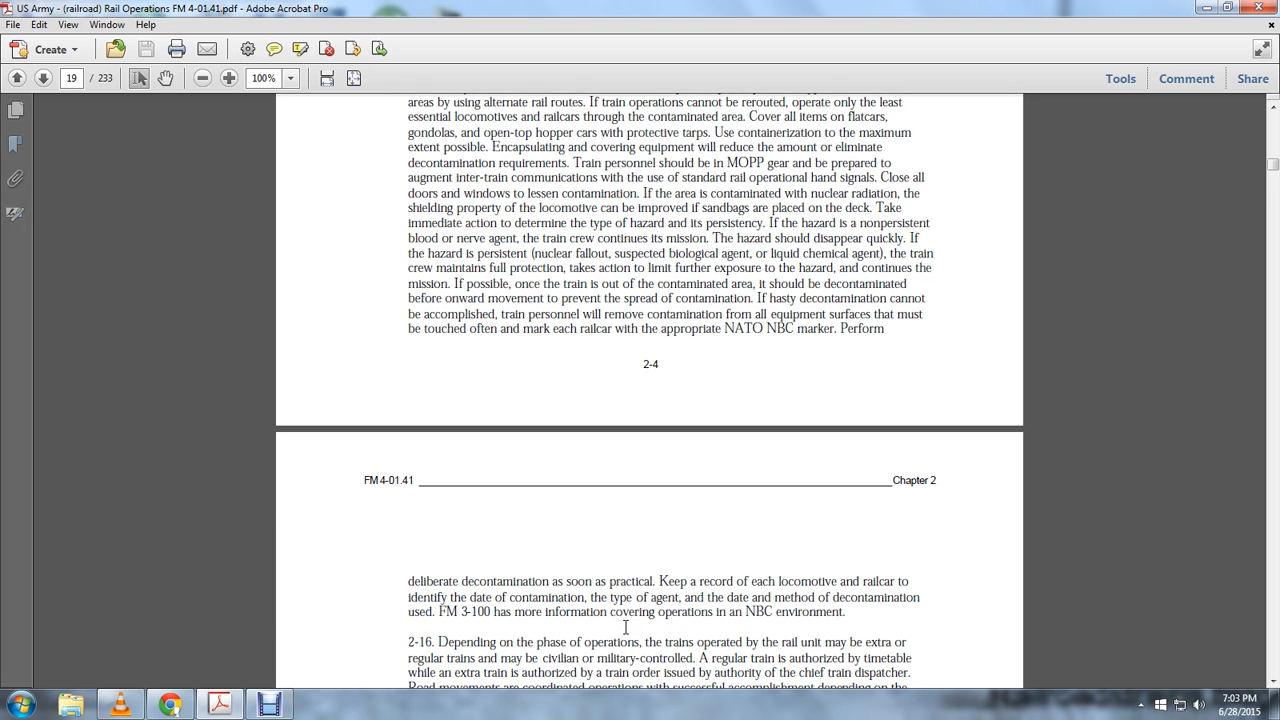 US Army - (railroad) Rail Operations FM 4-01.41.pdf - Adobe Acrobat Pro
File Edit View Window Help
Create
19 / 233 100% Tools Comment Share
areas by using alternate rail routes. If train operations cannot be rerouted, operate only the least
essential locomotives and railcars through the contaminated area. Cover all items on flatcars,
gondolas, and open-top hopper cars with protective tarps. Use containerization to the maximum
extent possible. Encapsulating and covering equipment will reduce the amount or eliminate
decontamination requirements. Train personnel should be in MOPP gear and be prepared to
augment inter-train communications with the use of standard rail operational hand signals. Close all
doors and windows to lessen contamination. If the area is contaminated with nuclear radiation, the
shielding property of the locomotive can be improved if sandbags are placed on the deck. Take
immediate action to determine the type of hazard and its persistency. If the hazard is a nonpersistent
blood or nerve agent, the train crew continues its mission. The hazard should disappear quickly. If
the hazard is persistent (nuclear fallout, suspected biological agent, or liquid chemical agent), the train
crew maintains full protection, takes action to limit further exposure to the hazard, and continues the
mission. If possible, once the train is out of the contaminated area, it should be decontaminated
before onward movement to prevent the spread of contamination. If hasty decontamination cannot
be accomplished, train personnel will remove contamination from all equipment surfaces that must
be touched often and mark each railcar with the appropriate NATO NBC marker. Perform
2-4
FM 4-01.41 Chapter 2
deliberate decontamination as soon as practical. Keep a record of each locomotive and railcar to
identify the date of contamination, the type of agent, and the date and method of decontamination
used. FM 3-100 has more information covering operations in an NBC environment.
2-16. Depending on the phase of operations, the trains operated by the rail unit may be extra or
regular trains and may be civilian or military-controlled. A regular train is authorized by timetable
while an extra train is authorized by a train order issued by authority of the chief train dispatcher.
Road movements are coordinated operations with successful accomplishment depending on the
7:03 PM
6/28/2015